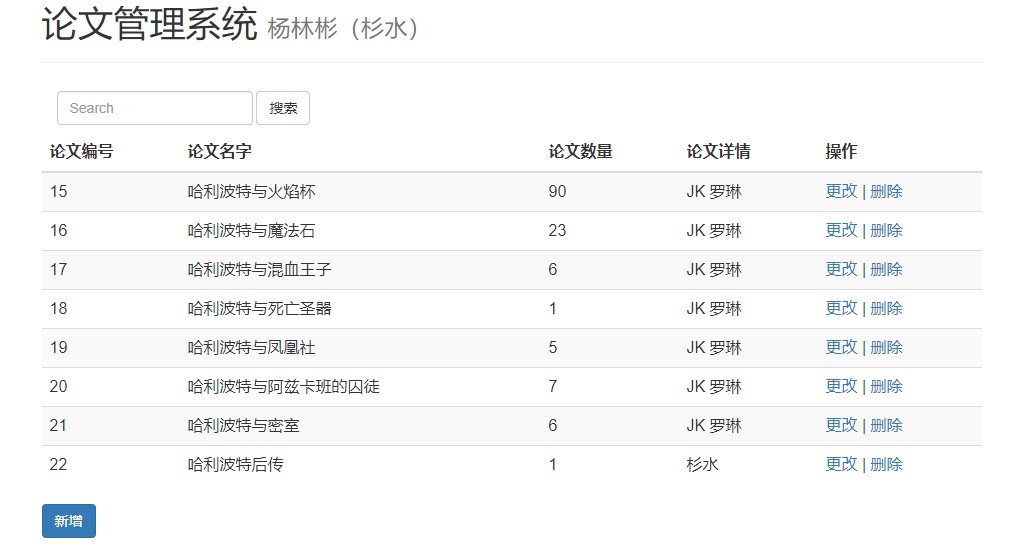 论文管理系统 杨林彬（杉水）
Search 搜索
论文编号 论文名字 论文数量 论文详情 操作
15 哈利波特与火焰杯 90 JK 罗琳 更改 | 删除
16 哈利波特与魔法石 23 JK 罗琳 更改 | 删除
17 哈利波特与混血王子 6 JK 罗琳 更改 | 删除
18 哈利波特与死亡圣器 1 JK 罗琳 更改 | 删除
19 哈利波特与凤凰社 5 JK 罗琳 更改 | 删除
20 哈利波特与阿兹卡班的囚徒 7 JK 罗琳 更改 | 删除
21 哈利波特与密室 6 JK 罗琳 更改 | 删除
22 哈利波特后传 1 杉水 更改 | 删除
新增